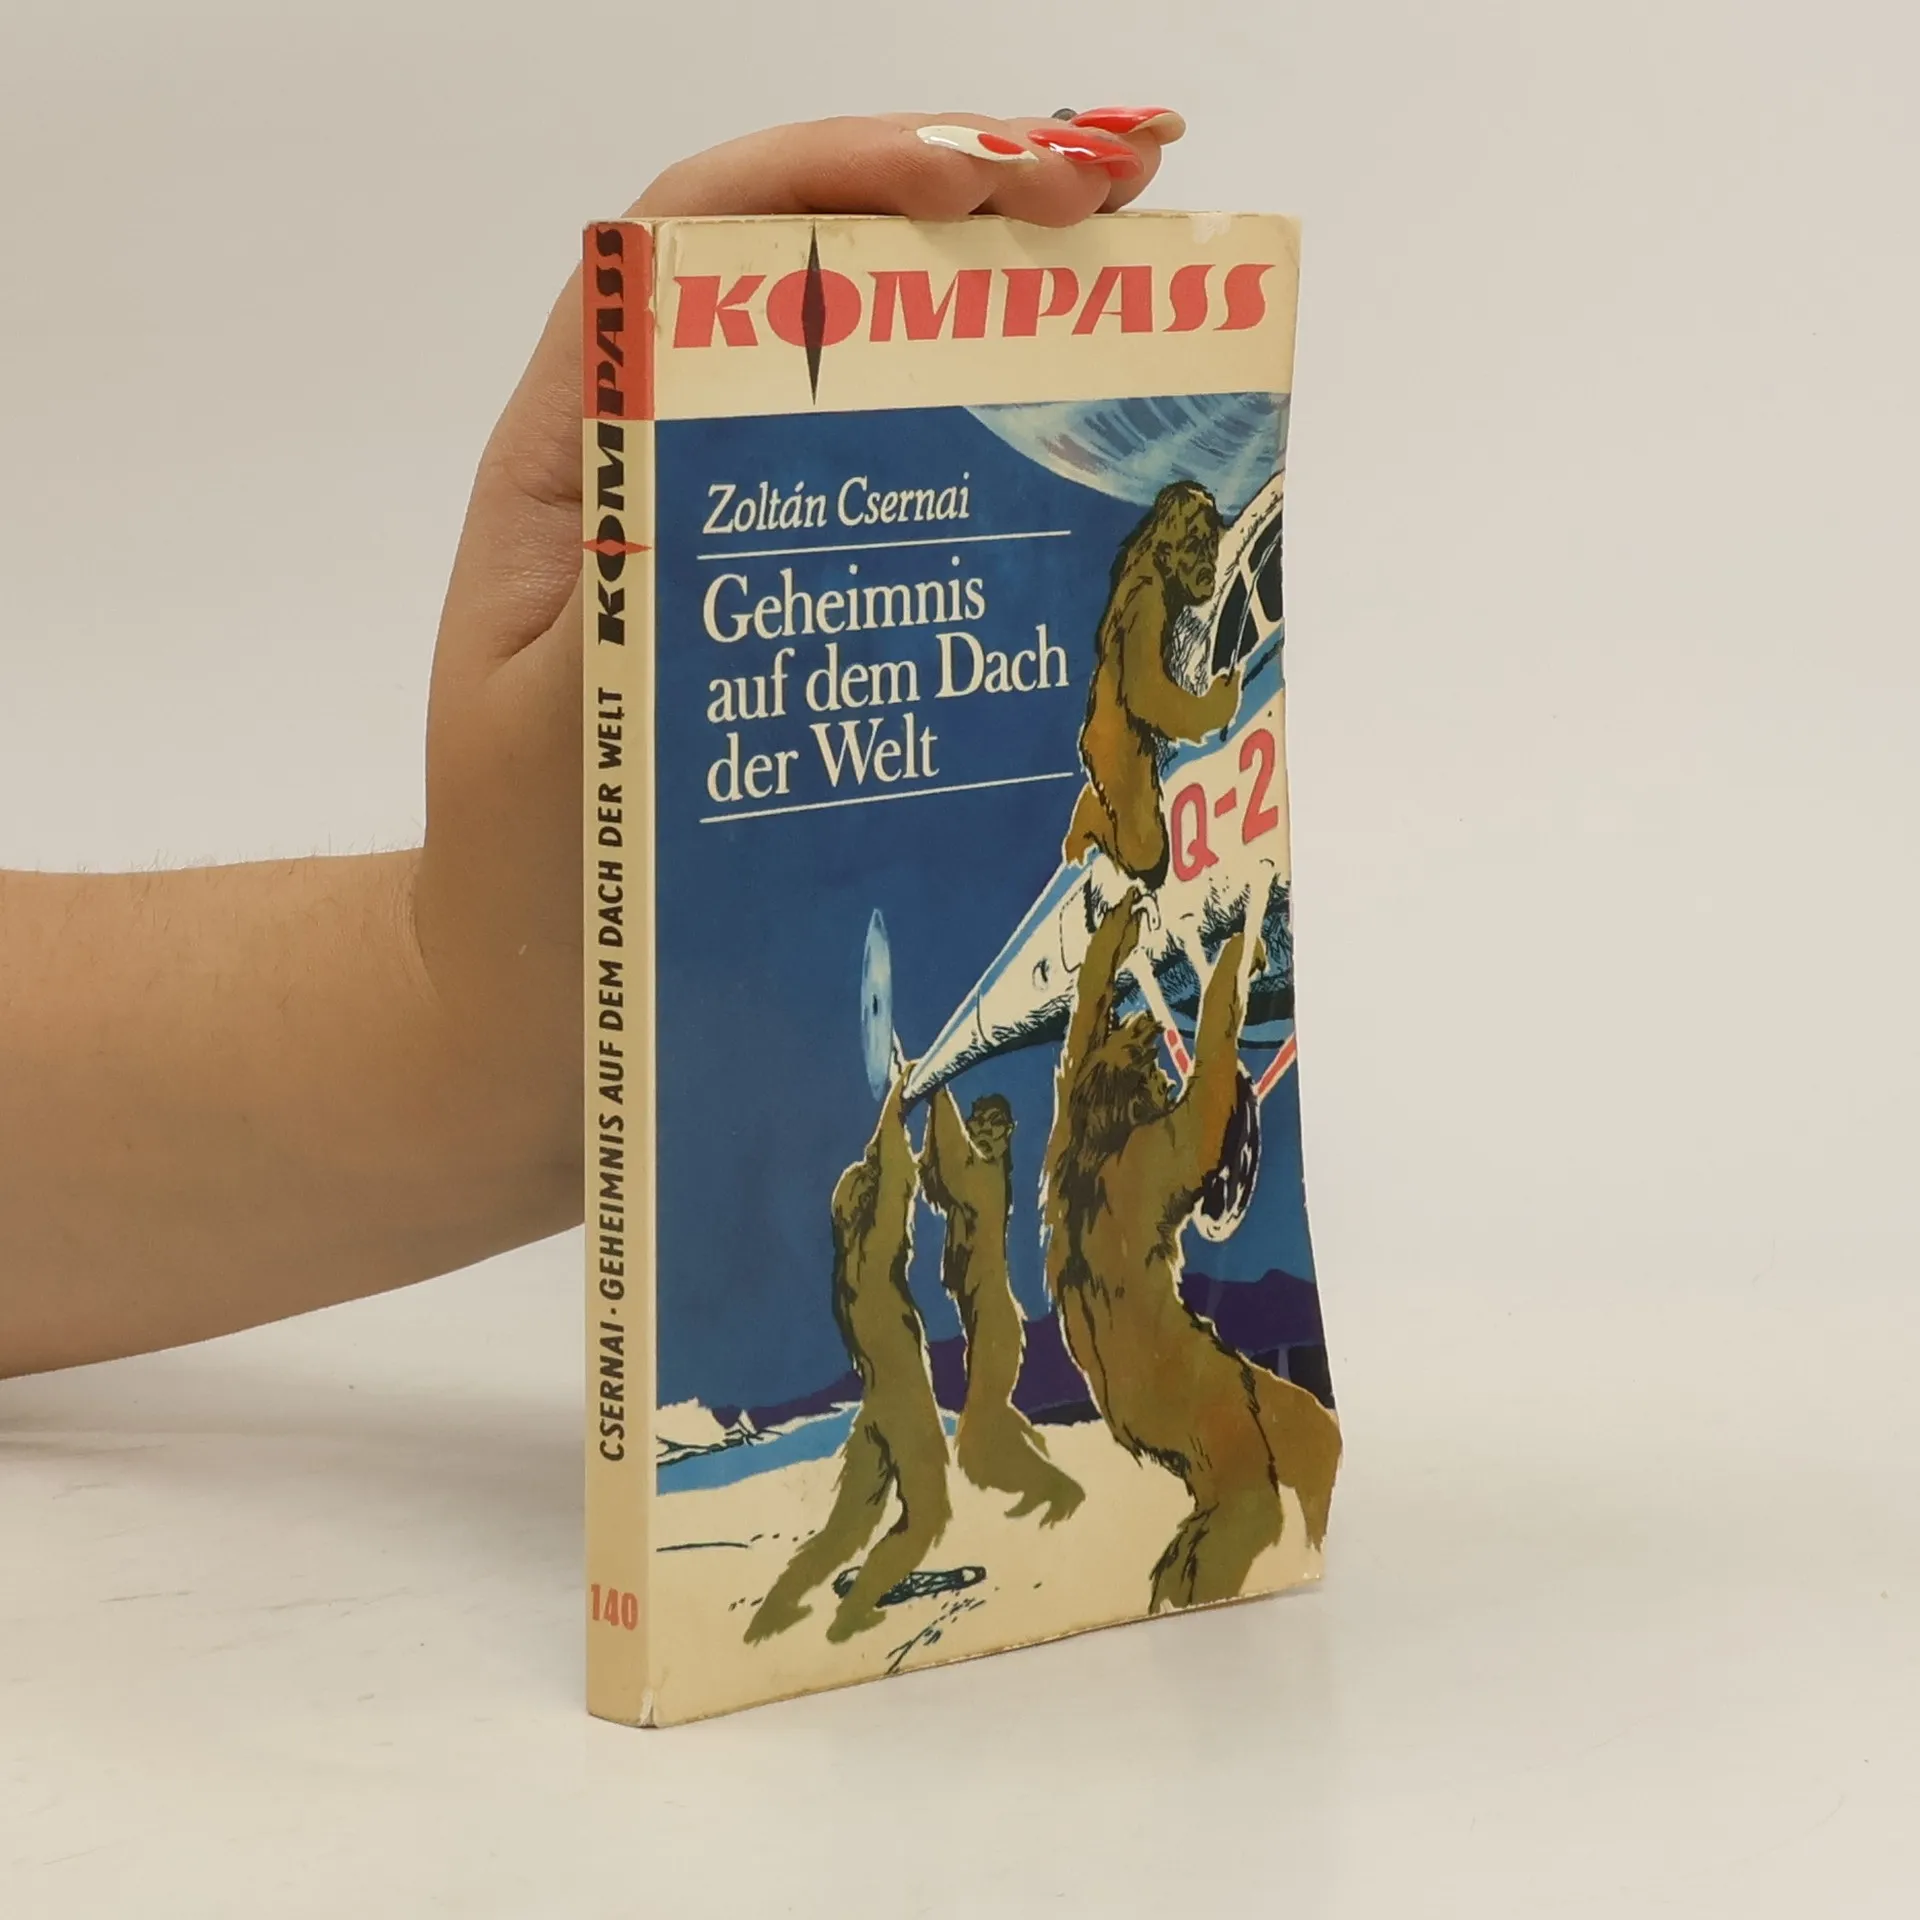 KOMPASS
Zoltán Csernai
Geheimnis
auf dem Dach
der Welt
Q-2
CSERNAI · GEHEIMNIS AUF DEM DACH DER WELT KOMPASS
140